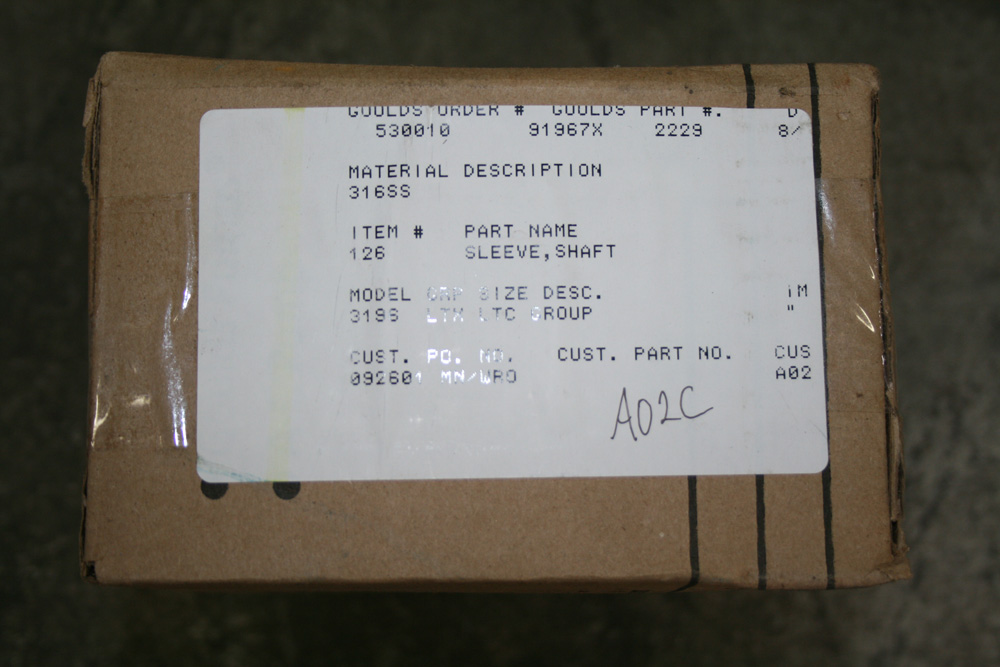 GOULDS ORDER # GOULDS PART #. D
530010 91967X 2229 8/
MATERIAL DESCRIPTION
316SS
ITEM # PART NAME
126 SLEEVE,SHAFT
MODEL GRP SIZE DESC. iM
3196 LTX LTC GROUP "
CUST. PO. NO. CUST. PART NO. CUS
092601 MN/WRO A02
A02C